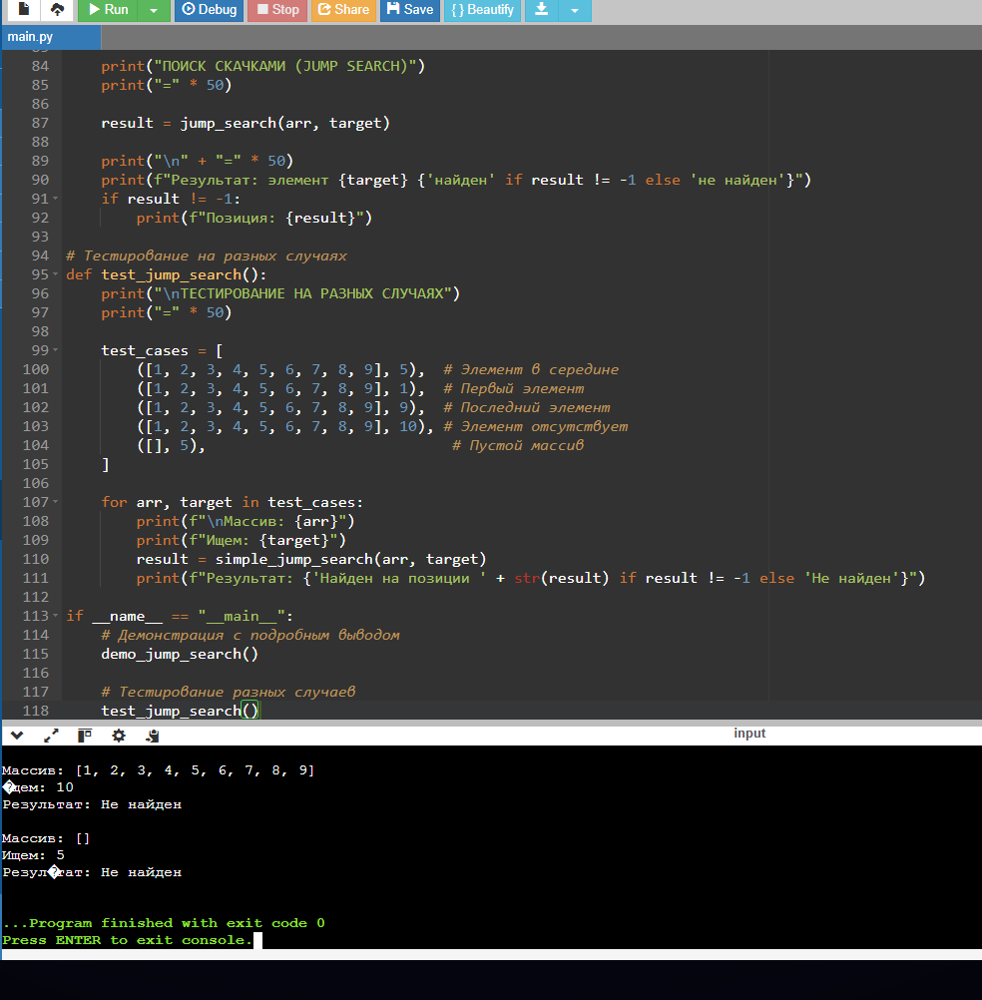 Run Debug Stop Share Save { } Beautify
main.py
84 print("ПОИСК СКАЧКАМИ (JUMP SEARCH)")
85 print("=" * 50)
86
87 result = jump_search(arr, target)
88
89 print("\n" + "=" * 50)
90 print(f"Результат: элемент {target} {'найден' if result != -1 else 'не найден'}")
91 if result != -1:
92 print(f"Позиция: {result}")
93
94 # Тестирование на разных случаях
95 def test_jump_search():
96 print("\nТЕСТИРОВАНИЕ НА РАЗНЫХ СЛУЧАЯХ")
97 print("=" * 50)
98
99 test_cases = [
100 ([1, 2, 3, 4, 5, 6, 7, 8, 9], 5), # Элемент в середине
101 ([1, 2, 3, 4, 5, 6, 7, 8, 9], 1), # Первый элемент
102 ([1, 2, 3, 4, 5, 6, 7, 8, 9], 9), # Последний элемент
103 ([1, 2, 3, 4, 5, 6, 7, 8, 9], 10), # Элемент отсутствует
104 ([], 5), # Пустой массив
105 ]
106
107 for arr, target in test_cases:
108 print(f"\nМассив: {arr}")
109 print(f"Ищем: {target}")
110 result = simple_jump_search(arr, target)
111 print(f"Результат: {'Найден на позиции ' + str(result) if result != -1 else 'Не найден'}")
112
113 if __name__ == "__main__":
114 # Демонстрация с подробным выводом
115 demo_jump_search()
116
117 # Тестирование разных случаев
118 test_jump_search()
input
Массив: [1, 2, 3, 4, 5, 6, 7, 8, 9]
�щем: 10
Результат: Не найден
Массив: []
Ищем: 5
Резул�тат: Не найден
...Program finished with exit code 0
Press ENTER to exit console.